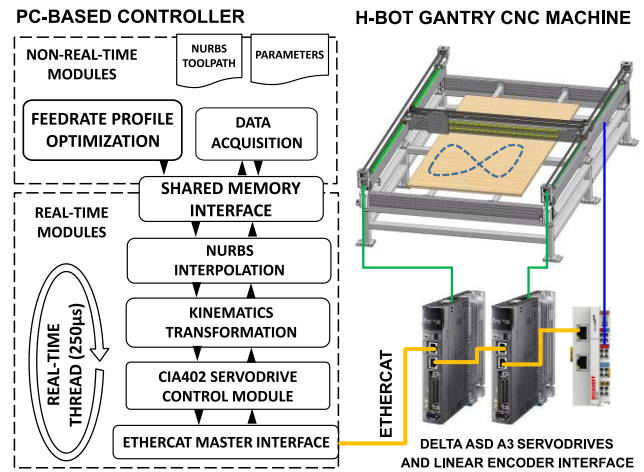 PC-BASED CONTROLLER
NON-REAL-TIME
MODULES
NURBS
TOOLPATH
PARAMETERS
FEEDRATE PROFILE
OPTIMIZATION
DATA
ACQUISITION
SHARED MEMORY
INTERFACE
REAL-TIME
MODULES
NURBS
INTERPOLATION
KINEMATICS
TRANSFORMATION
CIA402 SERVODRIVE
CONTROL MODULE
ETHERCAT MASTER INTERFACE
REAL-TIME
THREAD (250µs)
H-BOT GANTRY CNC MACHINE
ETHERCAT
BECKHOFF
DELTA ASD A3 SERVODRIVES
AND LINEAR ENCODER INTERFACE